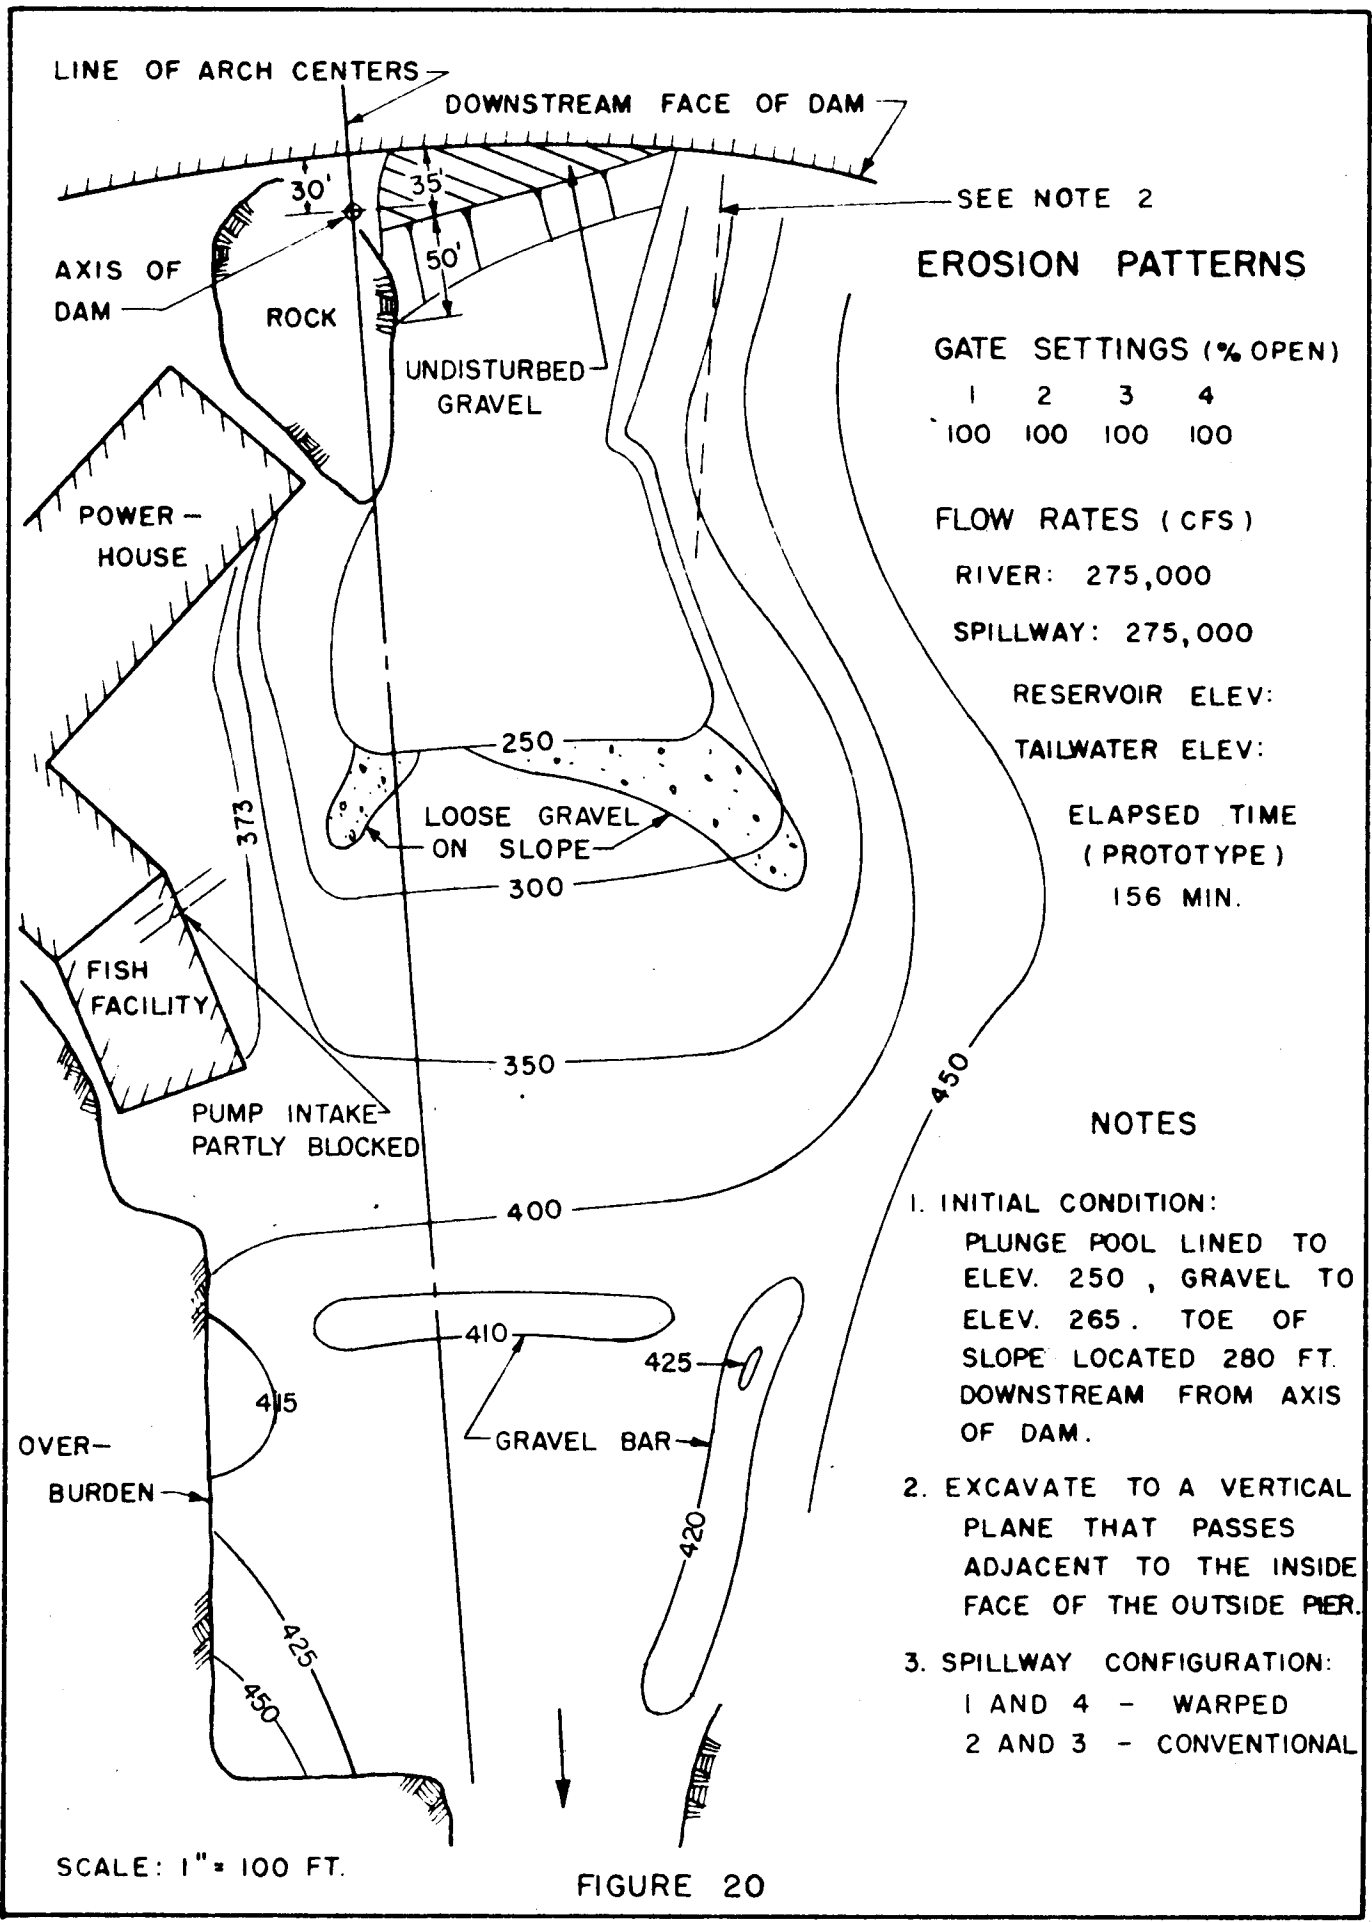 LINE OF ARCH CENTERS
DOWNSTREAM FACE OF DAM
30'
35'
SEE NOTE 2
50'
AXIS OF
DAM
ROCK
EROSION PATTERNS
UNDISTURBED
GRAVEL
GATE SETTINGS (% OPEN)
1 2 3 4
100 100 100 100
POWER-
HOUSE
FLOW RATES (CFS)
RIVER: 275,000
SPILLWAY: 275,000
RESERVOIR ELEV:
TAILWATER ELEV:
250
373
LOOSE GRAVEL
ON SLOPE
ELAPSED TIME
(PROTOTYPE)
156 MIN.
300
FISH
FACILITY
350
450
PUMP INTAKE
PARTLY BLOCKED
400
410
425
415
GRAVEL BAR
OVER-
BURDEN
420
425
450
NOTES
1. INITIAL CONDITION:
PLUNGE POOL LINED TO
ELEV. 250, GRAVEL TO
ELEV. 265. TOE OF
SLOPE LOCATED 280 FT.
DOWNSTREAM FROM AXIS
OF DAM.
2. EXCAVATE TO A VERTICAL
PLANE THAT PASSES
ADJACENT TO THE INSIDE
FACE OF THE OUTSIDE PIER.
3. SPILLWAY CONFIGURATION:
1 AND 4 - WARPED
2 AND 3 - CONVENTIONAL
SCALE: 1" = 100 FT.
FIGURE 20